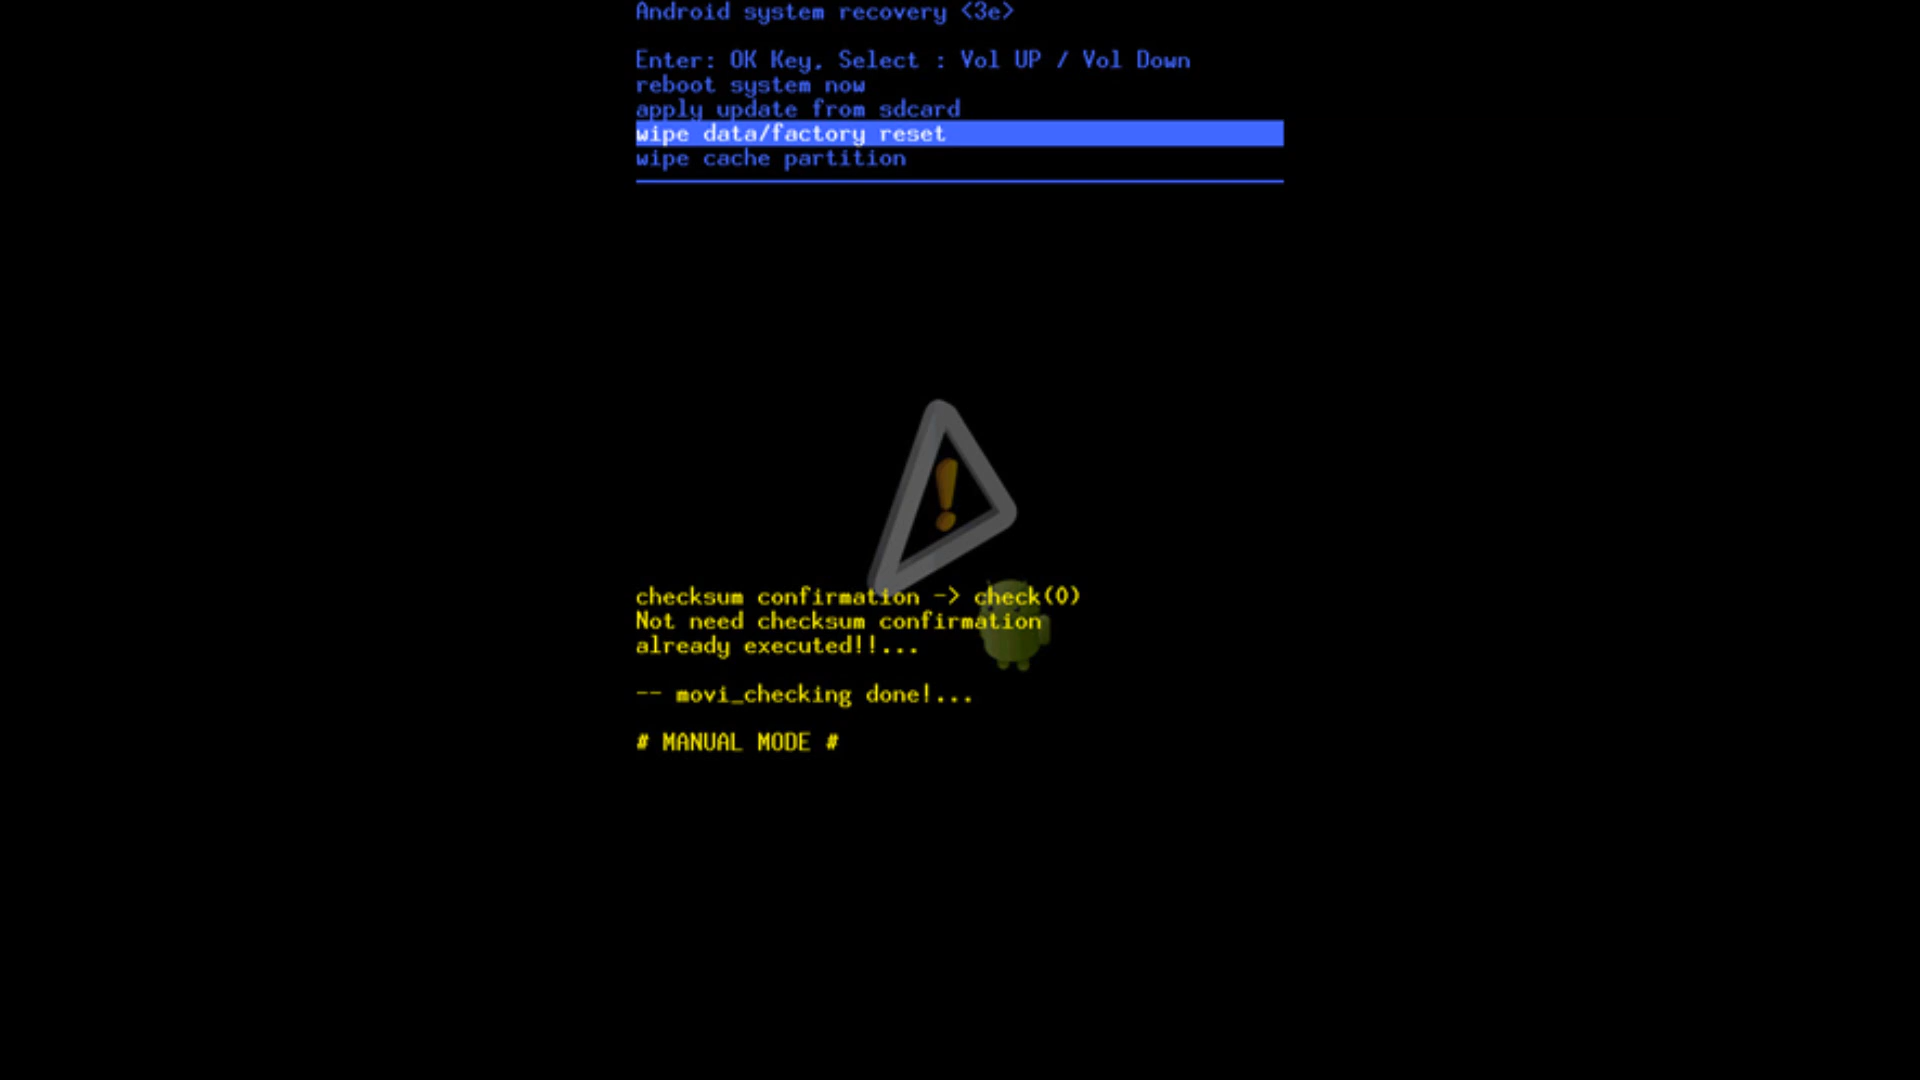 Android system recovery <3e>
Enter: OK Key, Select : Vol UP / Vol Down
reboot system now
apply update from sdcard
wipe data/factory reset
wipe cache partition
checksum confirmation -> check(0)
Not need checksum confirmation
already executed!!...
-- movi_checking done!...
# MANUAL MODE #